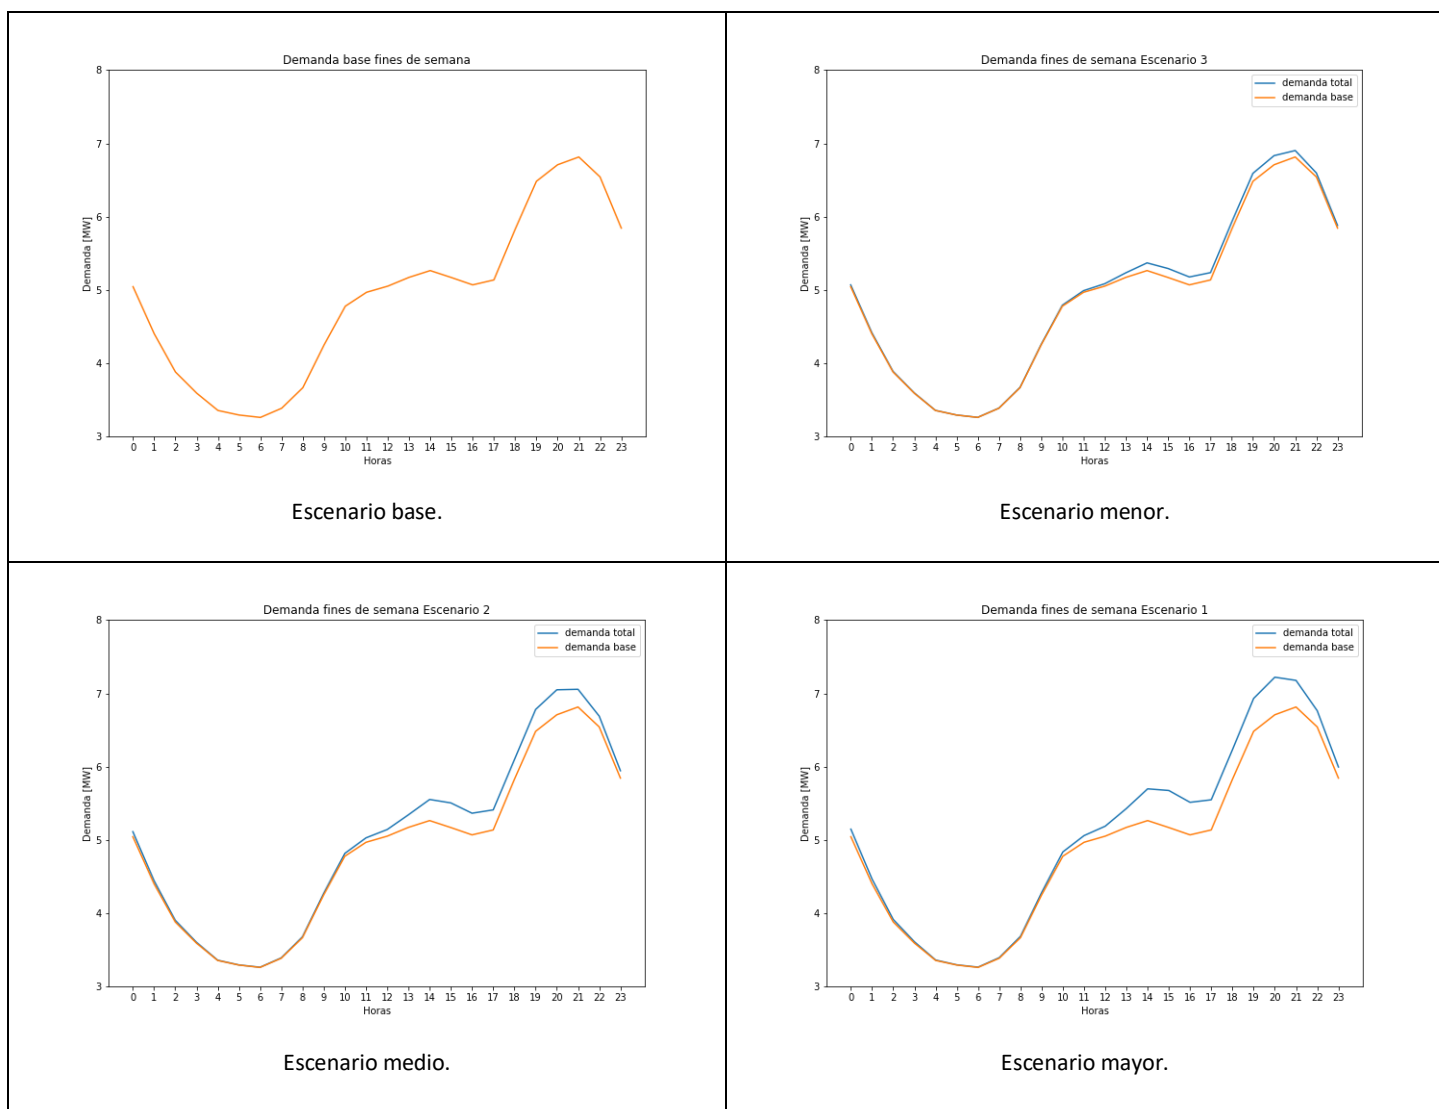 Demanda base fines de semana
8
7
6
5
4
3
Demanda [MW]
0 1 2 3 4 5 6 7 8 9 10 11 12 13 14 15 16 17 18 19 20 21 22 23
Horas
Escenario base.
Demanda fines de semana Escenario 3
demanda total
demanda base
8
7
6
5
4
3
Demanda [MW]
0 1 2 3 4 5 6 7 8 9 10 11 12 13 14 15 16 17 18 19 20 21 22 23
Horas
Escenario menor.
Demanda fines de semana Escenario 2
demanda total
demanda base
8
7
6
5
4
3
Demanda [MW]
0 1 2 3 4 5 6 7 8 9 10 11 12 13 14 15 16 17 18 19 20 21 22 23
Horas
Escenario medio.
Demanda fines de semana Escenario 1
demanda total
demanda base
8
7
6
5
4
3
Demanda [MW]
0 1 2 3 4 5 6 7 8 9 10 11 12 13 14 15 16 17 18 19 20 21 22 23
Horas
Escenario mayor.